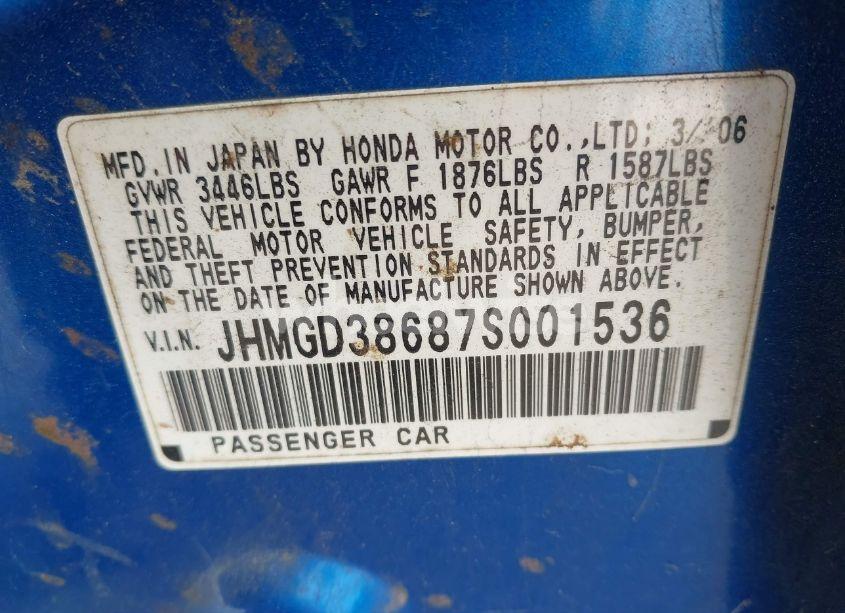 MFD. IN JAPAN BY HONDA MOTOR CO.,LTD; 3/'06
GVWR 3446LBS GAWR F 1876LBS R 1587LBS
THIS VEHICLE CONFORMS TO ALL APPLICABLE
FEDERAL MOTOR VEHICLE SAFETY, BUMPER,
AND THEFT PREVENTION STANDARDS IN EFFECT
ON THE DATE OF MANUFACTURE SHOWN ABOVE.
V.I.N. JHMGD38687S001536
PASSENGER CAR